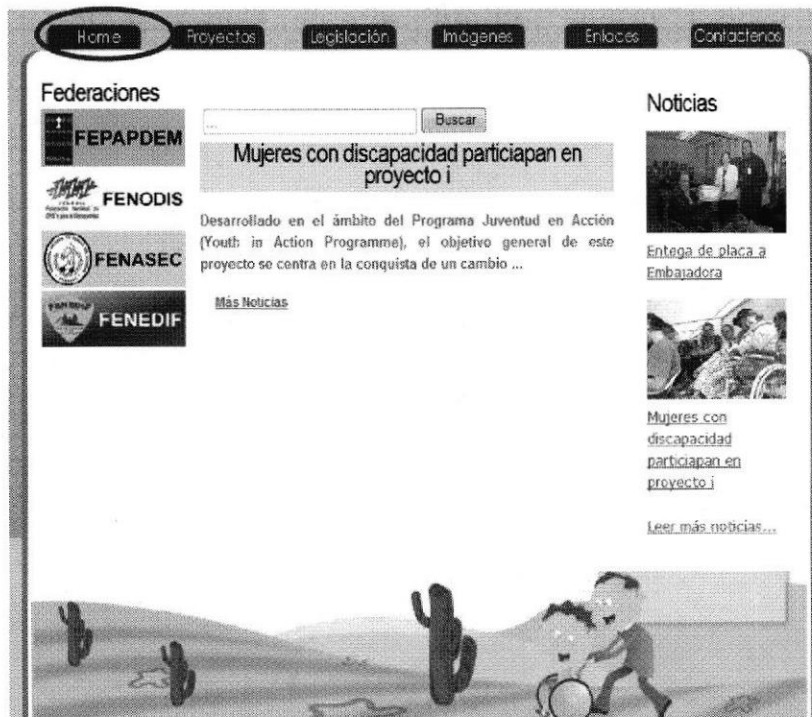 Home Proyectos Legislación Imágenes Enlaces Contactenos
Federaciones
FEPAPDEM
FENODIS
FENASEC
FENEDIF
... Buscar
Mujeres con discapacidad particiapan en
proyecto i
Desarrollado en el ámbito del Programa Juventud en Acción
(Youth in Action Programme), el objetivo general de este
proyecto se centra en la conquista de un cambio ...
Más Noticias
Noticias
Entega de placa a
Embajadora
Mujeres con
discapacidad
particiapan en
proyecto i
Leer más noticias...